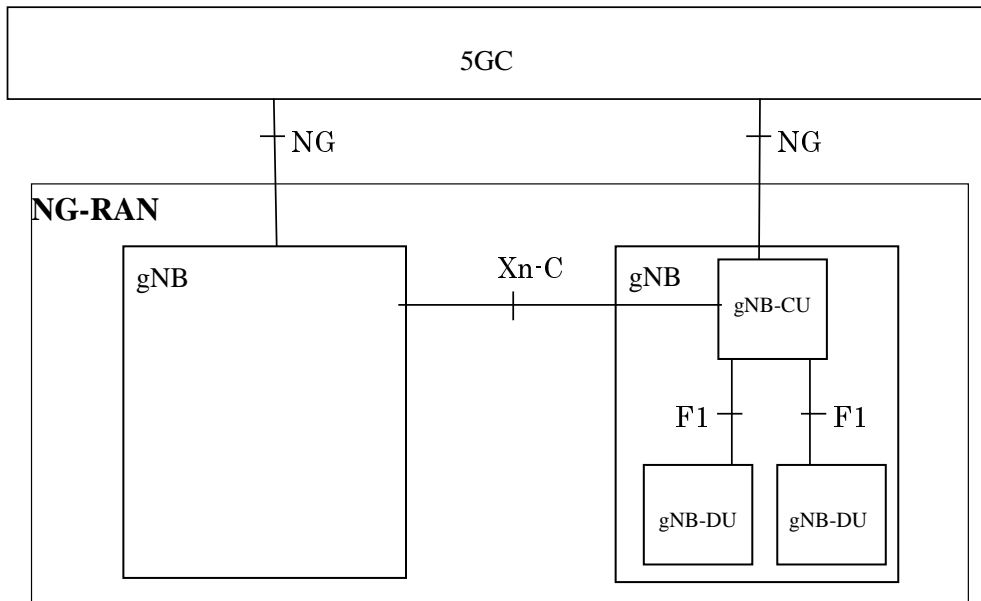 5GC
NG
NG
NG-RAN
gNB
Xn-C
gNB
gNB-CU
F1
F1
gNB-DU
gNB-DU